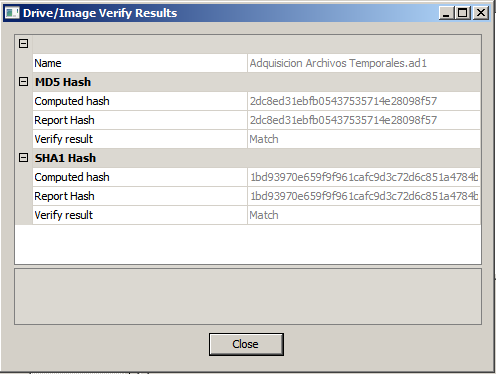 Drive/Image Verify Results
Name Adquisicion Archivos Temporales.ad1
MD5 Hash
Computed hash 2dc8ed31ebfb05437535714e28098f57
Report Hash 2dc8ed31ebfb05437535714e28098f57
Verify result Match
SHA1 Hash
Computed hash 1bd93970e659f9f961cafc9d3c72d6c851a4784b
Report Hash 1bd93970e659f9f961cafc9d3c72d6c851a4784b
Verify result Match
Close